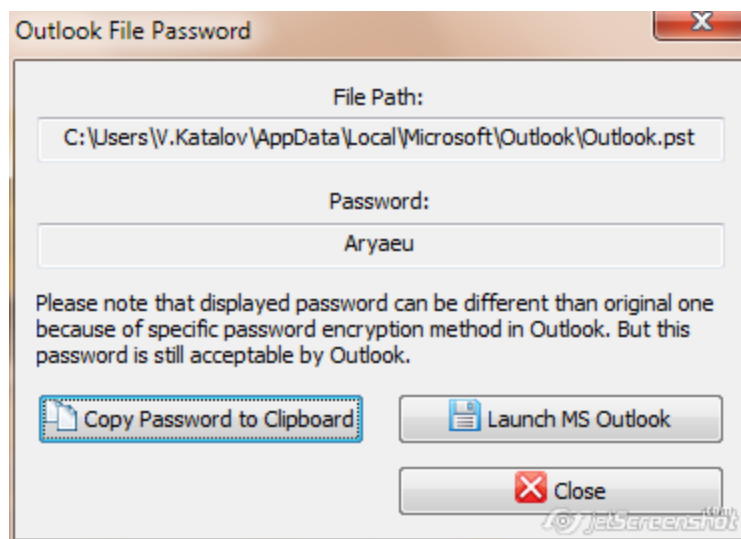 Outlook File Password
File Path:
C:\Users\V.Katalov\AppData\Local\Microsoft\Outlook\Outlook.pst
Password:
Aryaeu
Please note that displayed password can be different than original one
because of specific password encryption method in Outlook. But this
password is still acceptable by Outlook.
Copy Password to Clipboard
Launch MS Outlook
Close
jetScreenshot